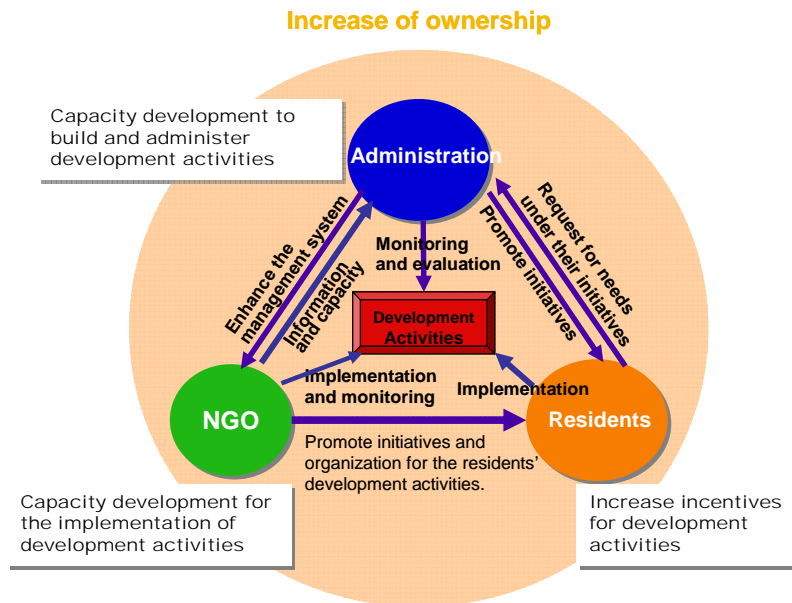 Increase of ownership
Capacity development to
build and administer
development activities
Administration
Enhance the
management system
Information
and capacity
Monitoring
and evaluation
Promote initiatives
Request for needs
under their initiatives
Development
Activities
Implementation
and monitoring
Implementation
NGO
Residents
Promote initiatives and
organization for the residents’
development activities.
Capacity development for
the implementation of
development activities
Increase incentives
for development
activities